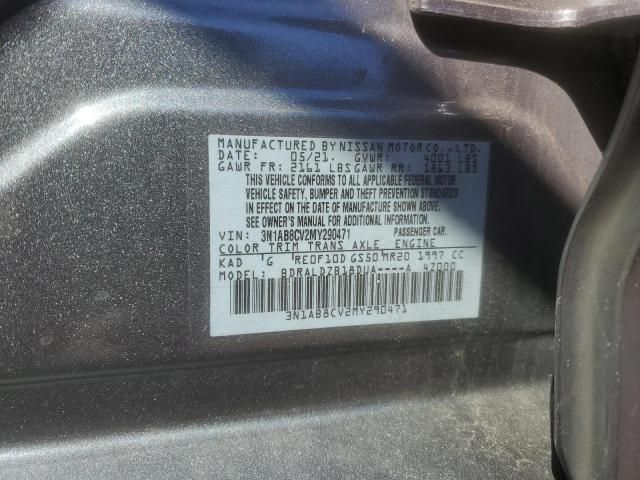 MANUFACTURED BY NISSAN MOTOR CO., LTD.
DATE: 05/21. GVWR: 4001 LBS
GAWR FR: 2161 LBS GAWR RR: 1863 LBS
THIS VEHICLE CONFORMS TO ALL APPLICABLE FEDERAL MOTOR
VEHICLE SAFETY, BUMPER AND THEFT PREVENTION STANDARDS
IN EFFECT ON THE DATE OF MANUFACTURE SHOWN ABOVE.
SEE OWNER'S MANUAL OR ADDITIONAL INFORMATION.
VIN: 3N1AB8CV2MY290471 PASSENGER CAR.
COLOR TRIM TRANS AXLE ENGINE
KAD 'G RE0F10D GS50 MR20 1997 CC
MODEL: BDRALDZB18DUA----A 4Z000
3N1AB8CV2MY290471